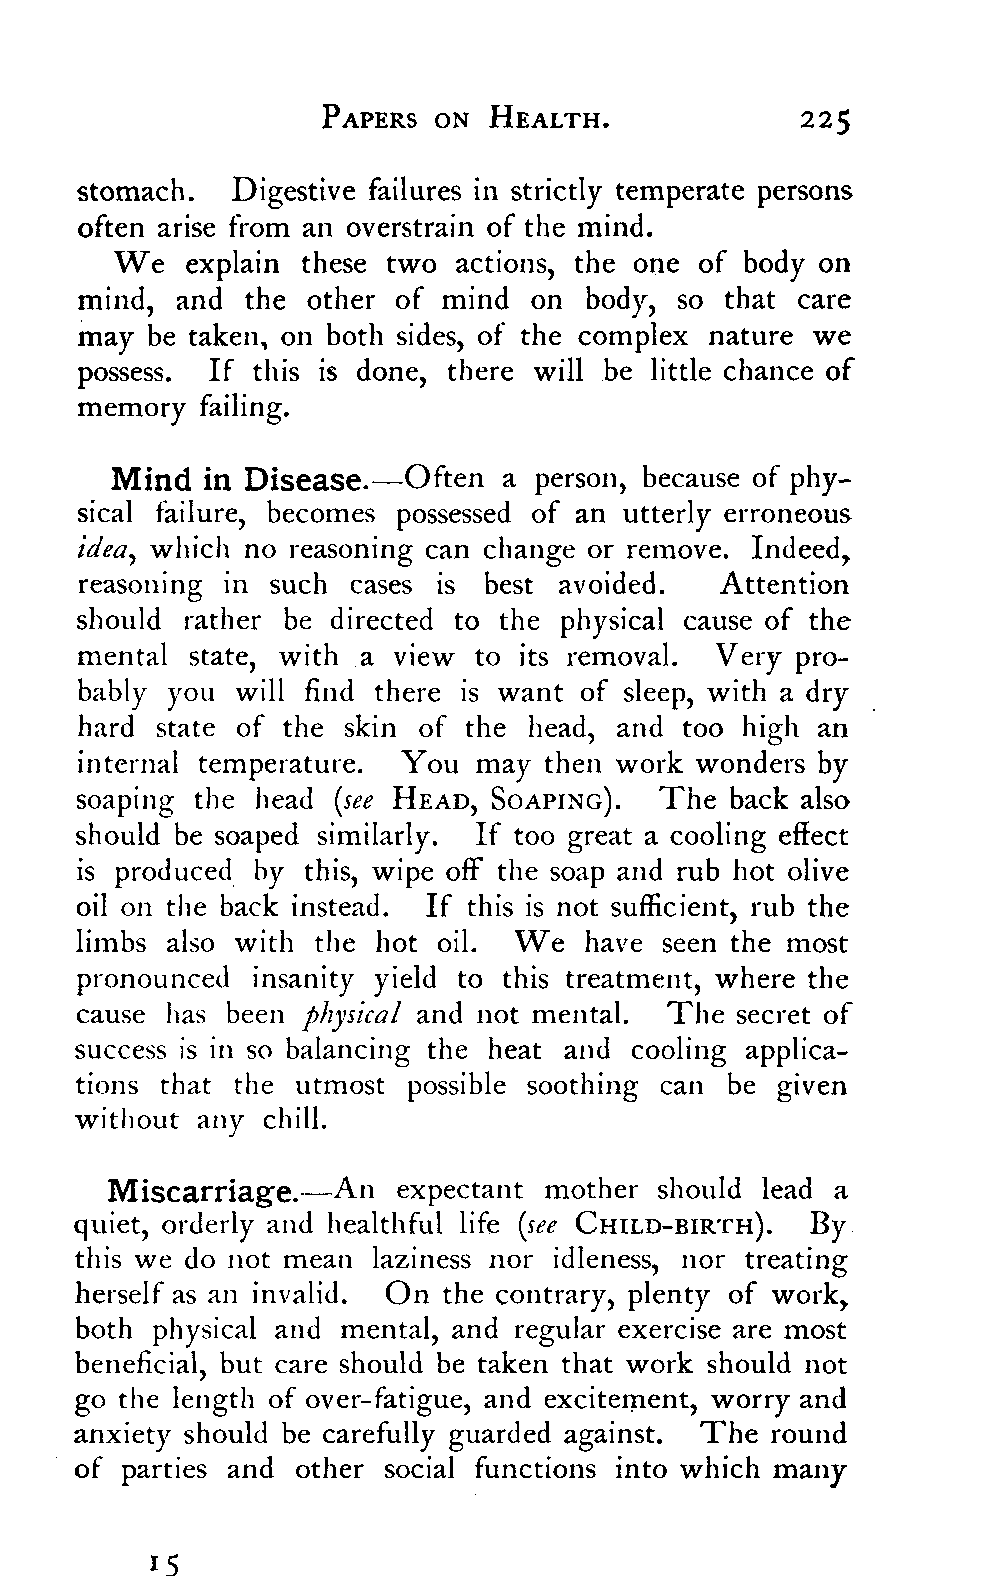 PAPERS ON HEALTH. 225
stomach. Digestive failures in strictly temperate persons
often arise from an overstrain of the mind.
We explain these two actions, the one of body on
mind, and the other of mind on body, so that care
may be taken, on both sides, of the complex nature we
possess. If this is done, there will be little chance of
memory failing.
Mind in Disease.—Often a person, because of phy-
sical failure, becomes possessed of an utterly erroneous
idea, which no reasoning can change or remove. Indeed,
reasoning in such cases is best avoided. Attention
should rather be directed to the physical cause of the
mental state, with a view to its removal. Very pro-
bably you will find there is want of sleep, with a dry
hard state of the skin of the head, and too high an
internal temperature. You may then work wonders by
soaping the head (see HEAD, SOAPING). The back also
should be soaped similarly. If too great a cooling effect
is produced by this, wipe off the soap and rub hot olive
oil on the back instead. If this is not sufficient, rub the
limbs also with the hot oil. We have seen the most
pronounced insanity yield to this treatment, where the
cause has been physical and not mental. The secret of
success is in so balancing the heat and cooling applica-
tions that the utmost possible soothing can be given
without any chill.
Miscarriage.—An expectant mother should lead a
quiet, orderly and healthful life (see CHILD-BIRTH). By
this we do not mean laziness nor idleness, nor treating
herself as an invalid. On the contrary, plenty of work,
both physical and mental, and regular exercise are most
beneficial, but care should be taken that work should not
go the length of over-fatigue, and excitement, worry and
anxiety should be carefully guarded against. The round
of parties and other social functions into which many
15